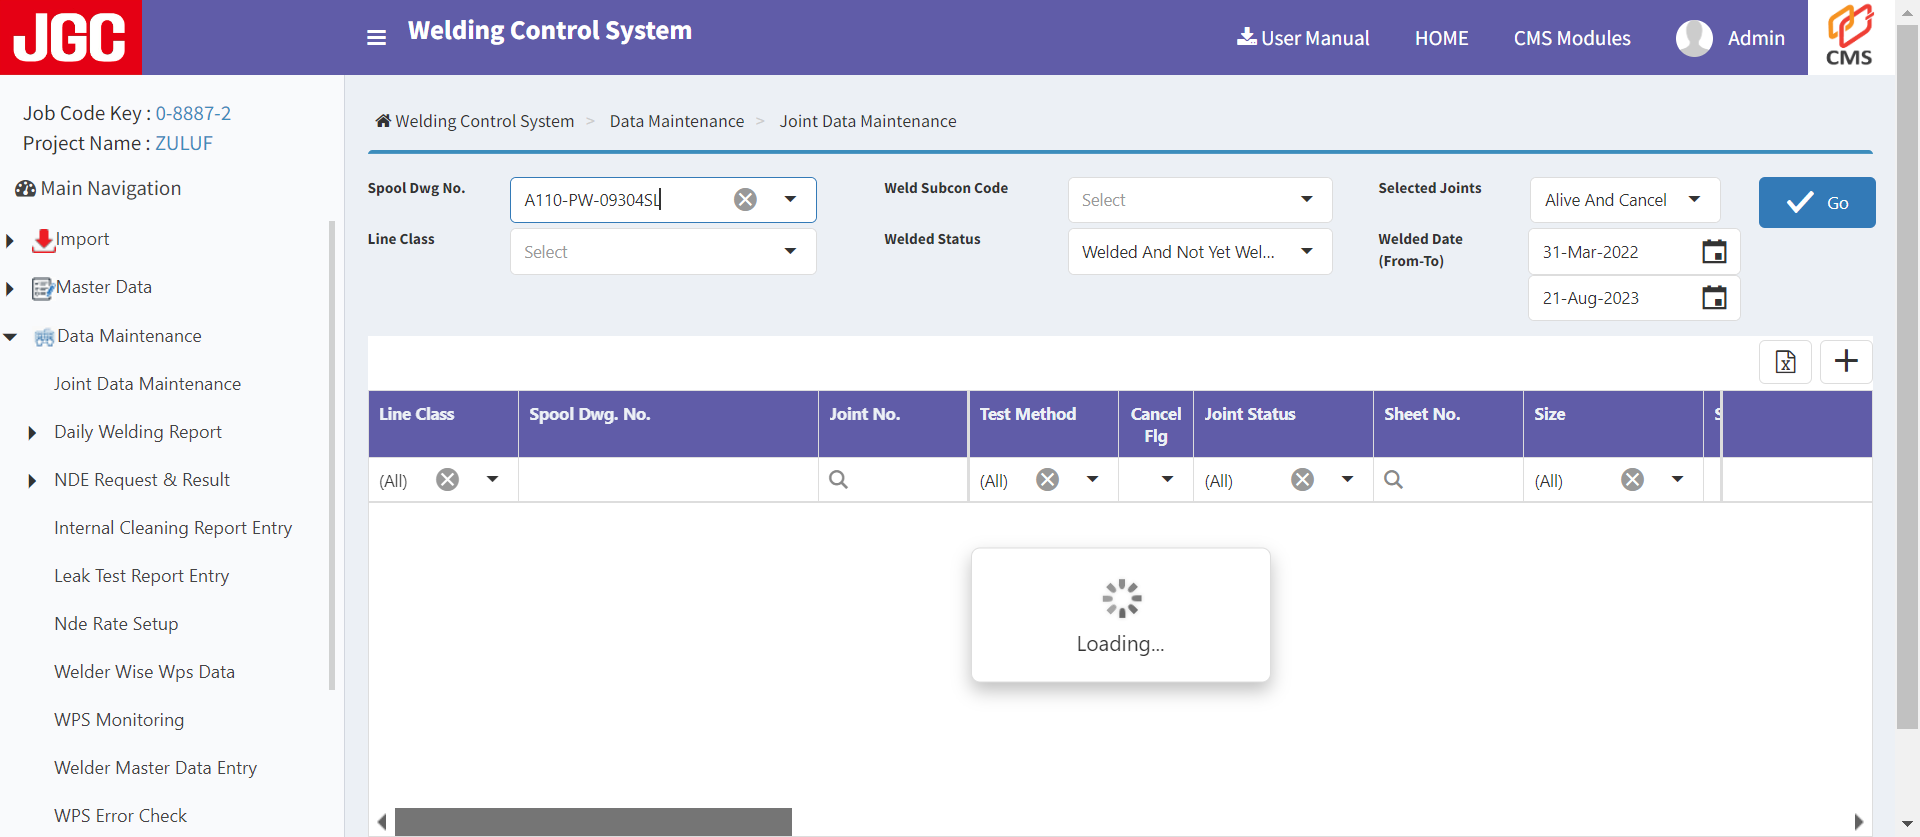 JGC
Welding Control System
User Manual
HOME
CMS Modules
Admin
CMS
Job Code Key : 0-8887-2
Project Name : ZULUF
Main Navigation
Import
Master Data
Data Maintenance
Joint Data Maintenance
Daily Welding Report
NDE Request & Result
Internal Cleaning Report Entry
Leak Test Report Entry
Nde Rate Setup
Welder Wise Wps Data
WPS Monitoring
Welder Master Data Entry
WPS Error Check
Welding Control System > Data Maintenance > Joint Data Maintenance
Spool Dwg No.
A110-PW-09304SL
Weld Subcon Code
Select
Selected Joints
Alive And Cancel
Go
Line Class
Select
Welded Status
Welded And Not Yet Wel...
Welded Date
(From-To)
31-Mar-2022
21-Aug-2023
Line Class
Spool Dwg. No.
Joint No.
Test Method
Cancel
Flg
Joint Status
Sheet No.
Size
(All)
(All)
(All)
(All)
Loading...